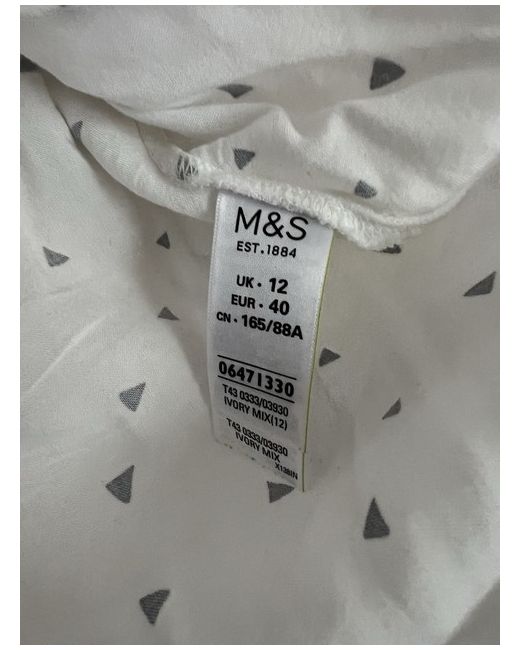 M&S
EST.1884
UK • 12
EUR • 40
CN • 165/88A
06471330
T43 0333/03930
IVORY MIX(12)
T43 0333/03930
IVORY MIX
X138IN